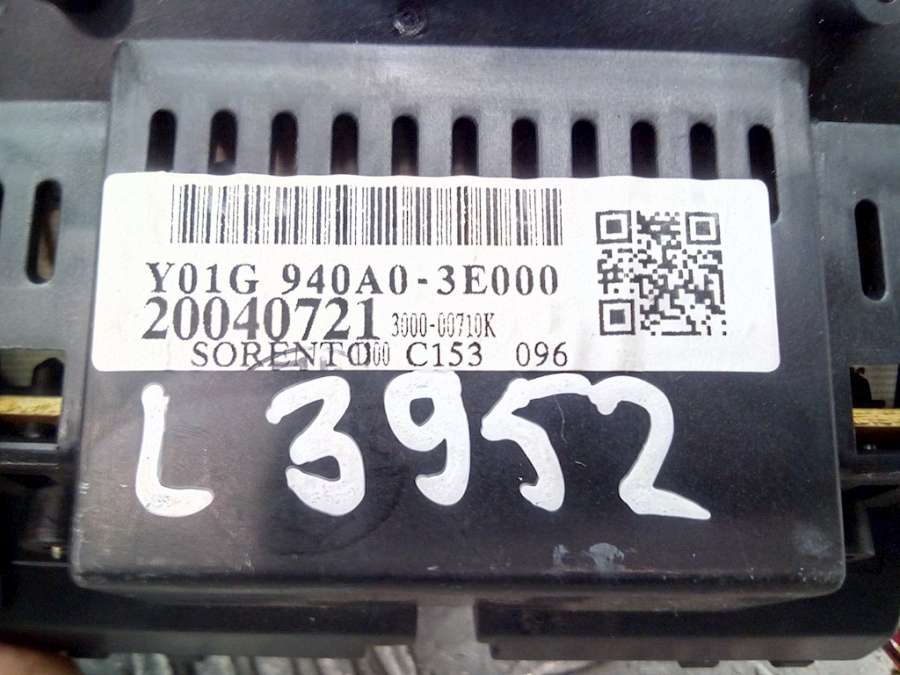 Y01G 940A0-3E000
20040721 3000-00710K
SORENTO C153 096
L 3952